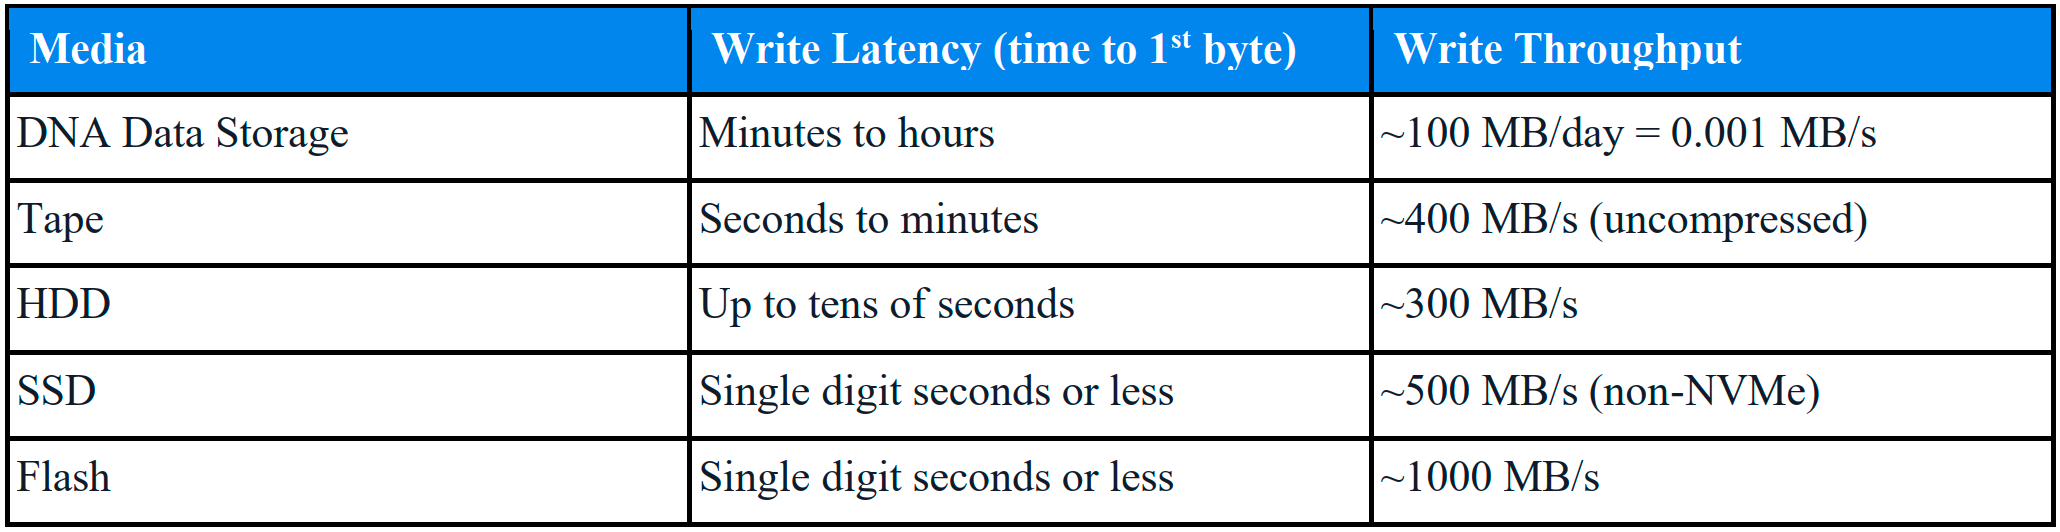 Media Write Latency (time to 1st byte) Write Throughput
DNA Data Storage Minutes to hours ~100 MB/day = 0.001 MB/s
Tape Seconds to minutes ~400 MB/s (uncompressed)
HDD Up to tens of seconds ~300 MB/s
SSD Single digit seconds or less ~500 MB/s (non-NVMe)
Flash Single digit seconds or less ~1000 MB/s